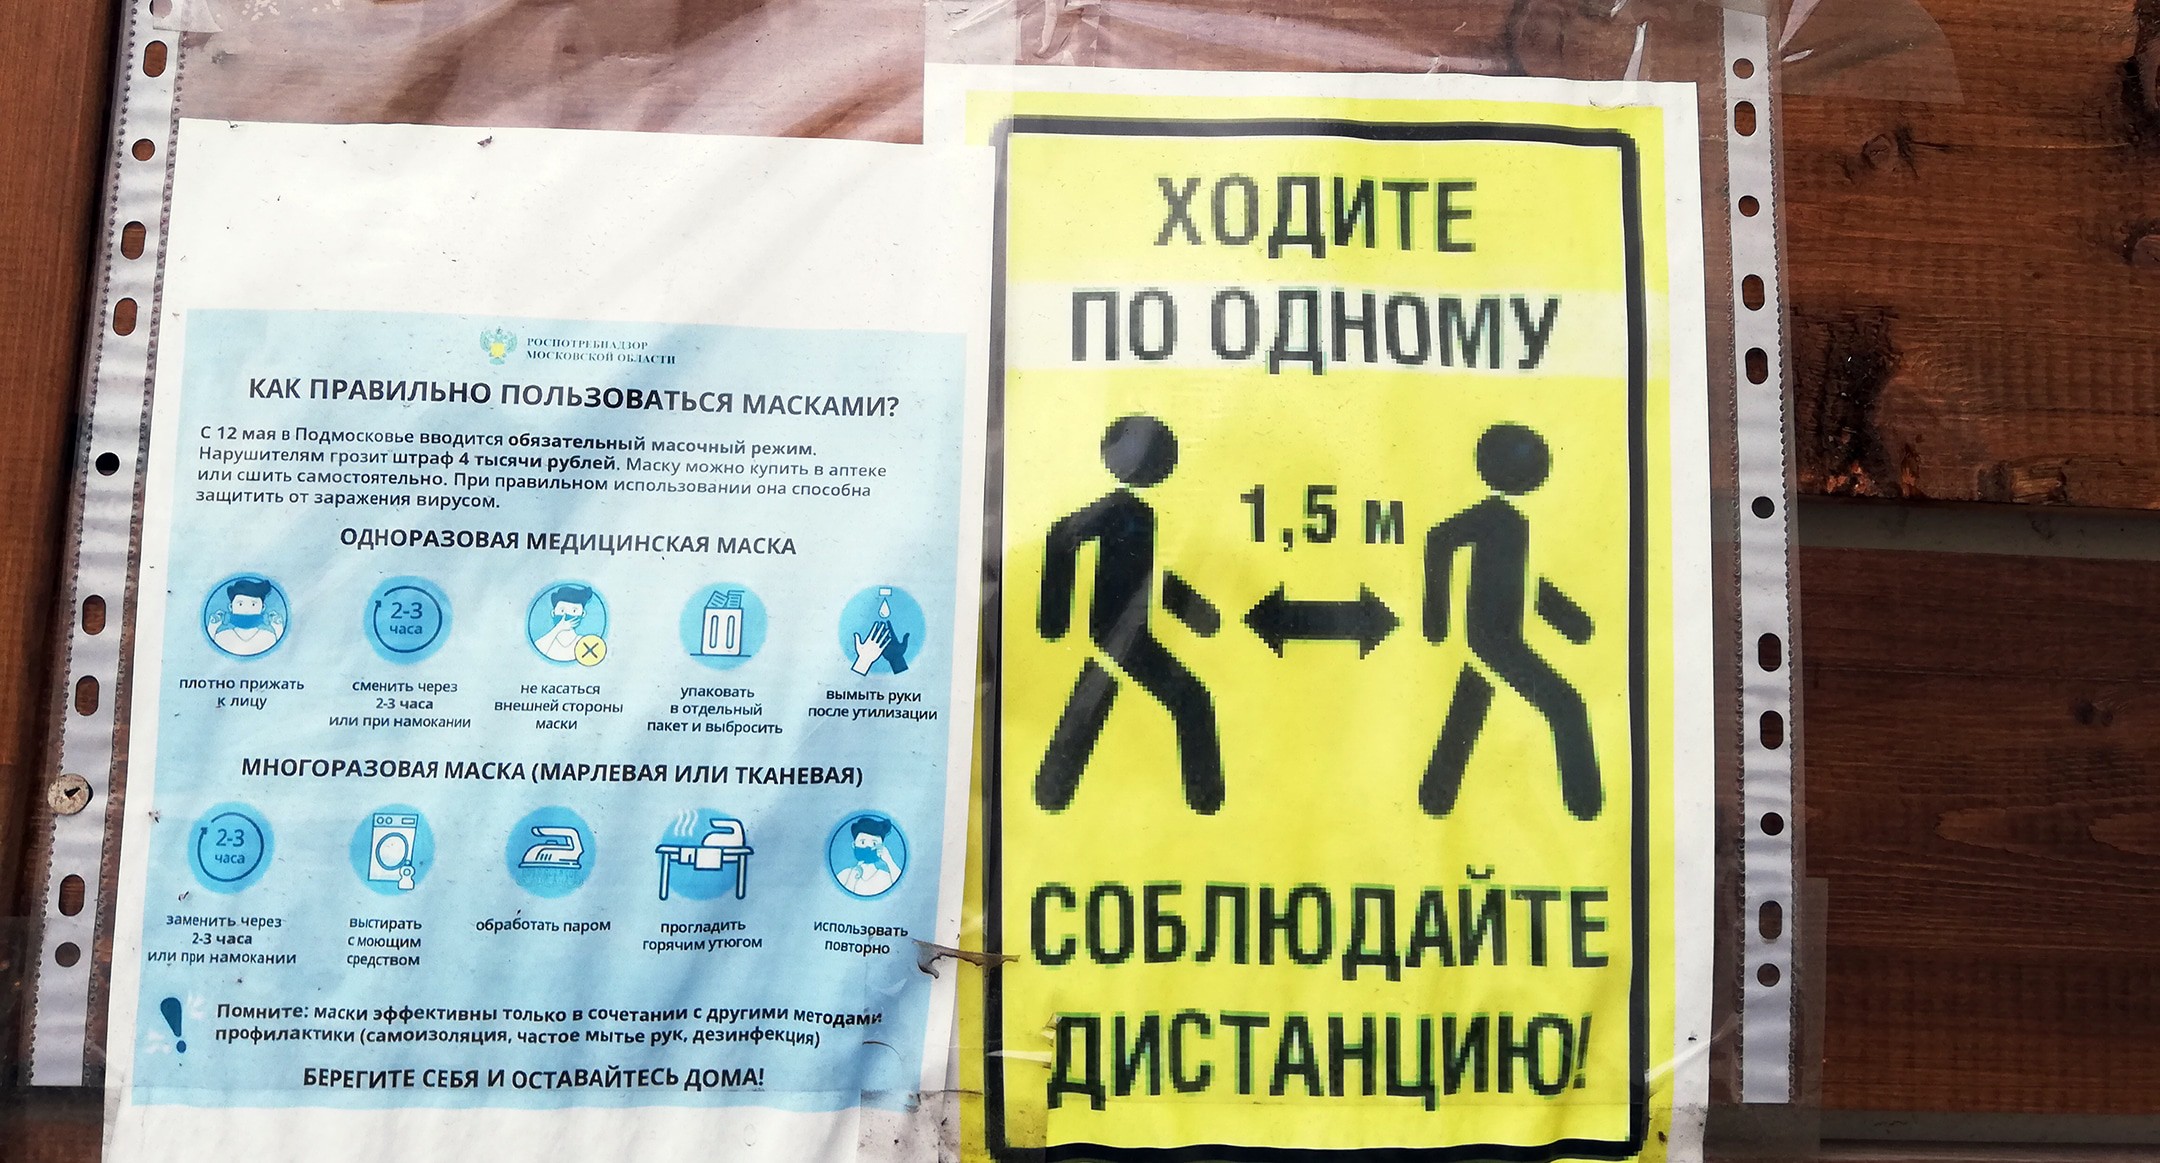 РОСПОТРЕБНАДЗОР
МОСКОВСКОЙ ОБЛАСТИ
КАК ПРАВИЛЬНО ПОЛЬЗОВАТЬСЯ МАСКАМИ?
С 12 мая в Подмосковье вводится обязательный масочный режим.
Нарушителям грозит штраф 4 тысячи рублей. Маску можно купить в аптеке
или сшить самостоятельно. При правильном использовании она способна
защитить от заражения вирусом.
ОДНОРАЗОВАЯ МЕДИЦИНСКАЯ МАСКА
2-3
часа
плотно прижать
к лицу
сменить через
2-3 часа
или при намокании
не касаться
внешней стороны
маски
упаковать
в отдельный
пакет и выбросить
вымыть руки
после утилизации
МНОГОРАЗОВАЯ МАСКА (МАРЛЕВАЯ ИЛИ ТКАНЕВАЯ)
2-3
часа
заменить через
2-3 часа
или при намокании
выстирать
с моющим
средством
обработать паром
прогладить
горячим утюгом
использовать
повторно
Помните: маски эффективны только в сочетании с другими методами
профилактики (самоизоляция, частое мытье рук, дезинфекция)
БЕРЕГИТЕ СЕБЯ И ОСТАВАЙТЕСЬ ДОМА!
ХОДИТЕ
ПО ОДНОМУ
1,5 м
СОБЛЮДАЙТЕ
ДИСТАНЦИЮ!